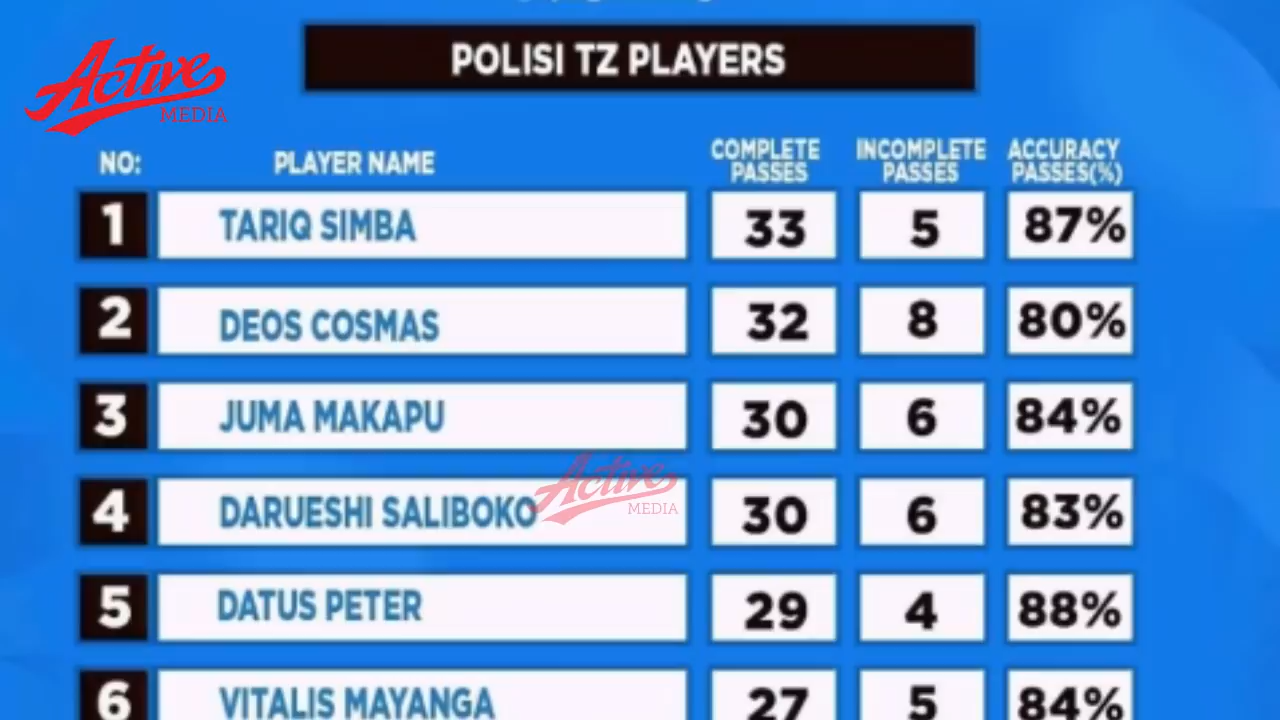 Active
MEDIA
POLISI TZ PLAYERS
NO: PLAYER NAME COMPLETE PASSES INCOMPLETE PASSES ACCURACY PASSES(%)
1 TARIQ SIMBA 33 5 87%
2 DEOS COSMAS 32 8 80%
3 JUMA MAKAPU 30 6 84%
4 DARUESHI SALIBOKO 30 6 83%
Active
MEDIA
5 DATUS PETER 29 4 88%
6 VITALIS MAYANGA 27 5 84%